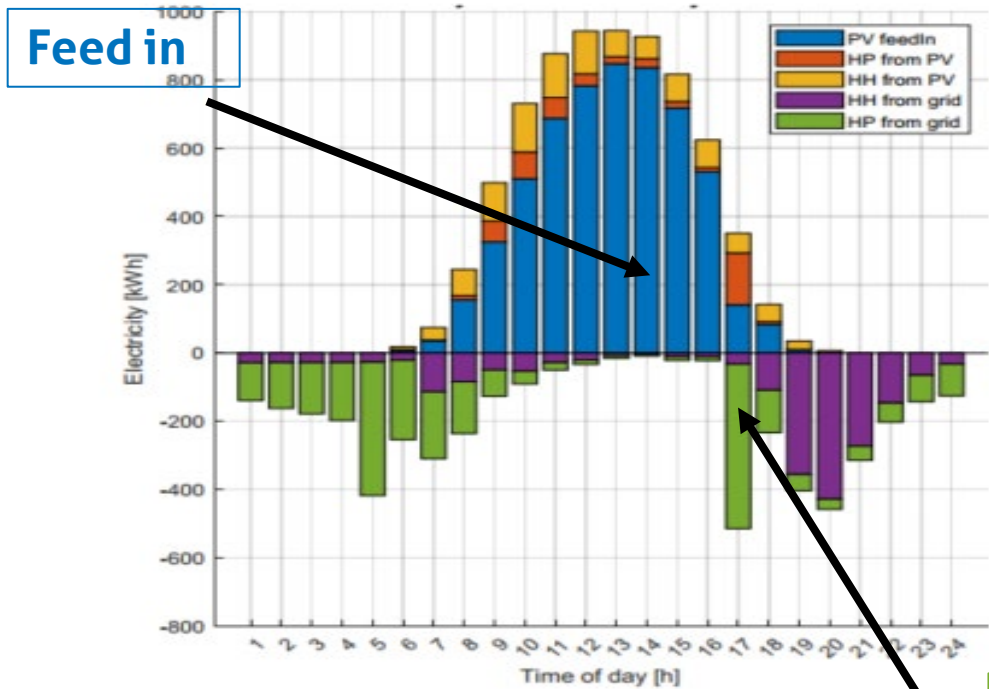 Feed in
1000
800
600
400
200
0
-200
-400
-600
-800
Electricity [kWh]
PV feedIn
HP from PV
HH from PV
HH from grid
HP from grid
1 2 3 4 5 6 7 8 9 10 11 12 13 14 15 16 17 18 19 20 21 22 23 24
Time of day [h]